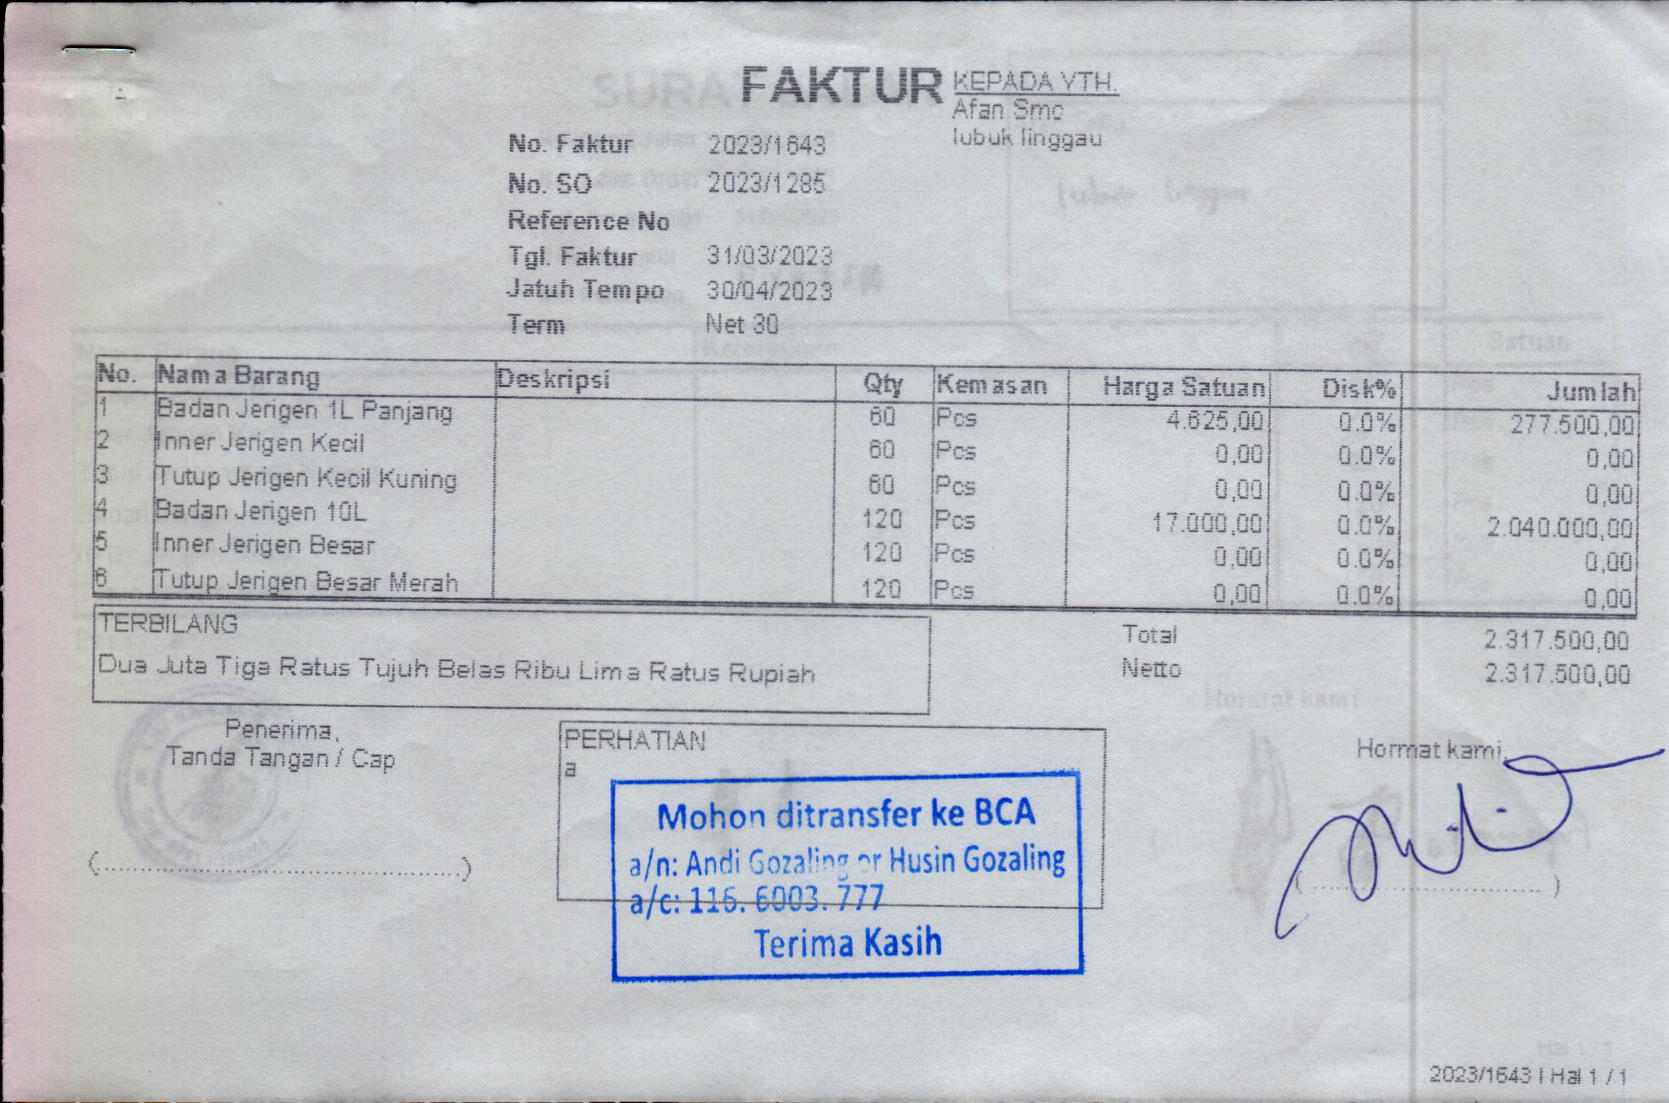 FAKTUR
KEPADA YTH.
Afan Smc
lubuk linggau
No. Faktur 2023/1643
No. SO 2023/1285
Reference No
Tgl. Faktur 31/03/2023
Jatuh Tempo 30/04/2023
Term Net 30
No. Nama Barang Deskripsi Qty Kemasan Harga Satuan Disk% Jumlah
1 Badan Jerigen 1L Panjang 60 Pcs 4.625,00 0.0% 277.500,00
2 Inner Jerigen Kecil 60 Pcs 0,00 0.0% 0,00
3 Tutup Jerigen Kecil Kuning 60 Pcs 0,00 0.0% 0,00
4 Badan Jerigen 10L 120 Pcs 17.000,00 0.0% 2.040.000,00
5 Inner Jerigen Besar 120 Pcs 0,00 0.0% 0,00
6 Tutup Jerigen Besar Merah 120 Pcs 0,00 0.0% 0,00
TERBILANG
Dua Juta Tiga Ratus Tujuh Belas Ribu Lima Ratus Rupiah
Total 2.317.500,00
Netto 2.317.500,00
Penerima,
Tanda Tangan / Cap
(...........................................)
PERHATIAN
a
Mohon ditransfer ke BCA
a/n: Andi Gozaling or Husin Gozaling
a/c: 116. 6003. 777
Terima Kasih
Hormat kami,
(...........................................)
2023/1643 | Hal 1 / 1